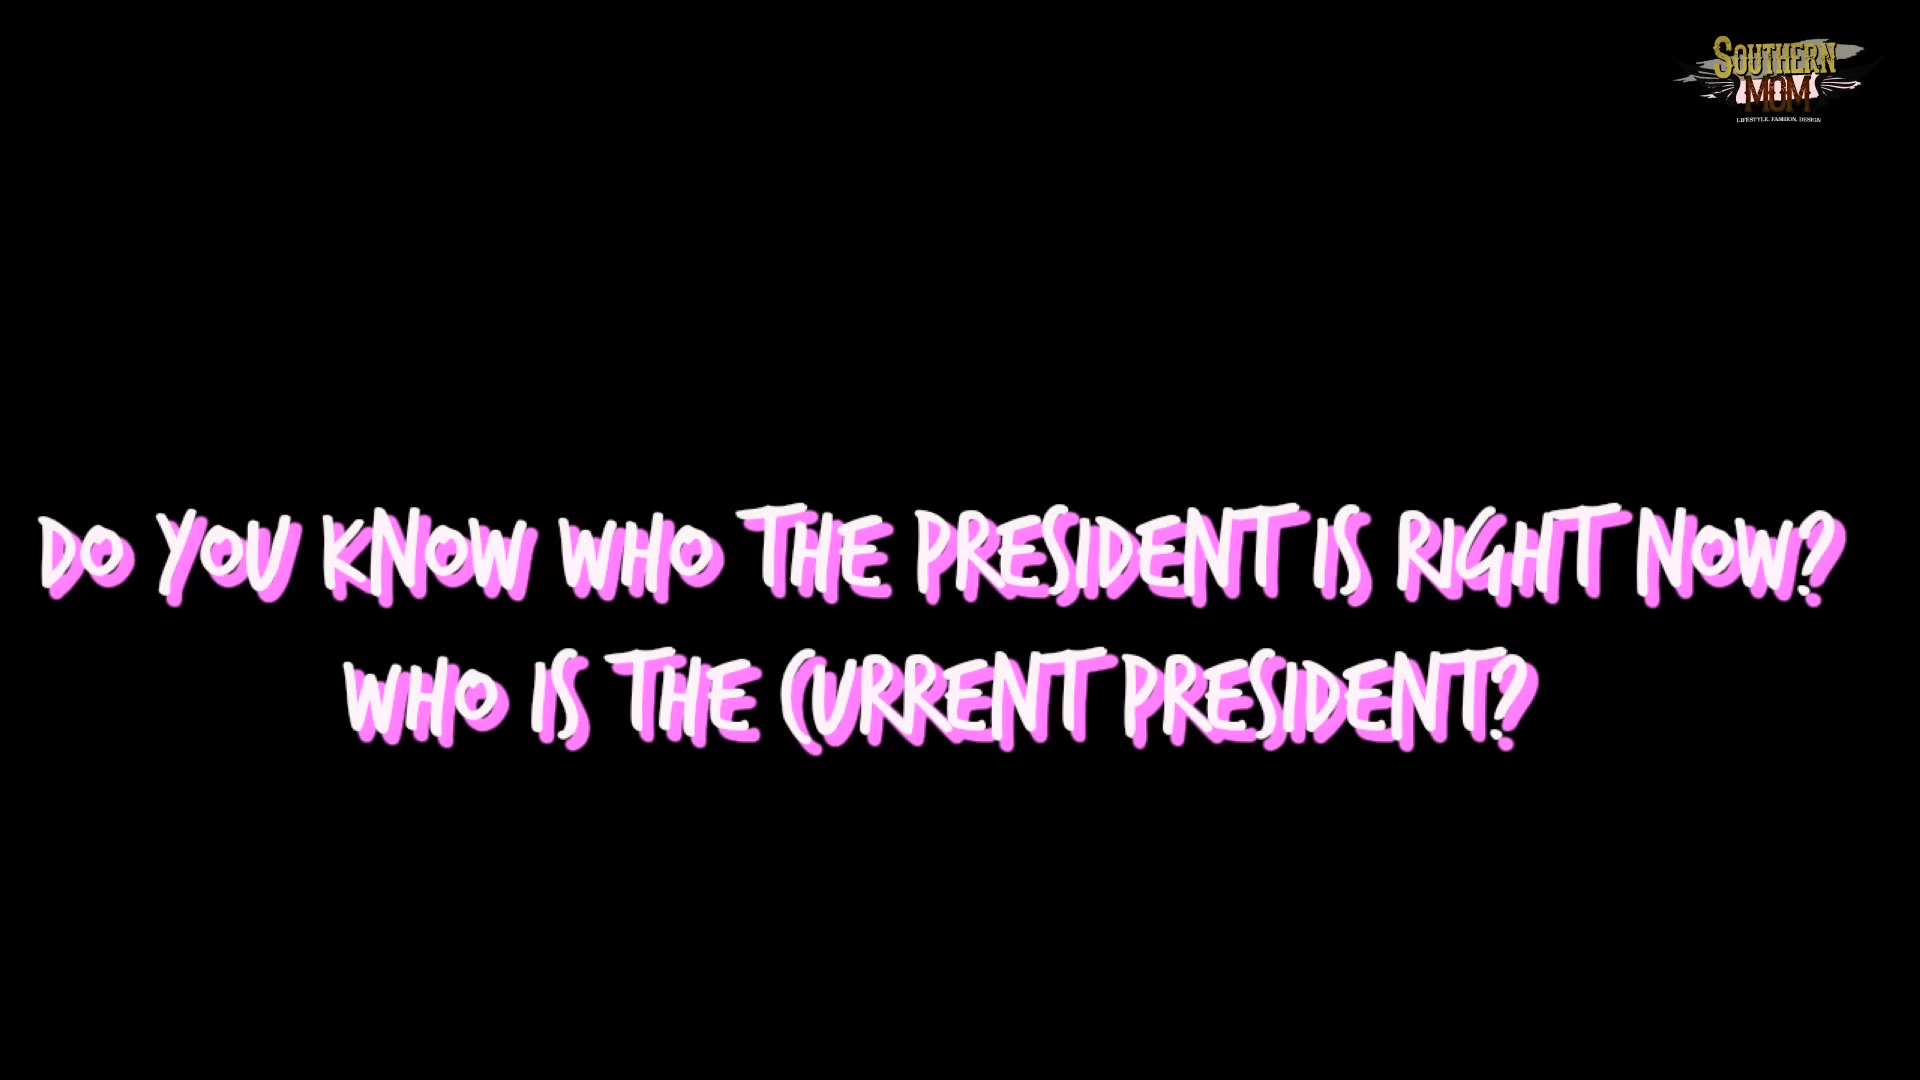 SOUTHERN
MOM
LIFESTYLE, FASHION, DESIGN
DO YOU KNOW WHO THE PRESIDENT IS RIGHT NOW?
WHO IS THE CURRENT PRESIDENT?